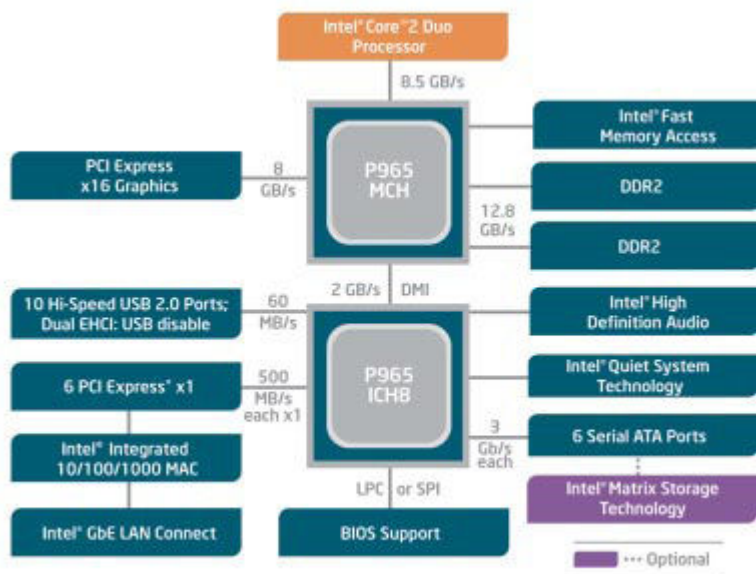 Intel® Core™2 Duo
Processor
8.5 GB/s
Intel® Fast
Memory Access
PCI Express
x16 Graphics
8
GB/s
P965
MCH
DDR2
12.8
GB/s
DDR2
2 GB/s DMI
10 Hi-Speed USB 2.0 Ports;
Dual EHCI: USB disable
60
MB/s
Intel® High
Definition Audio
6 PCI Express* x1
500
MB/s
each x1
P965
ICH8
Intel® Quiet System
Technology
Intel® Integrated
10/100/1000 MAC
3
Gb/s
each
6 Serial ATA Ports
LPC or SPI
Intel® Matrix Storage
Technology
Intel® GbE LAN Connect
BIOS Support
Optional